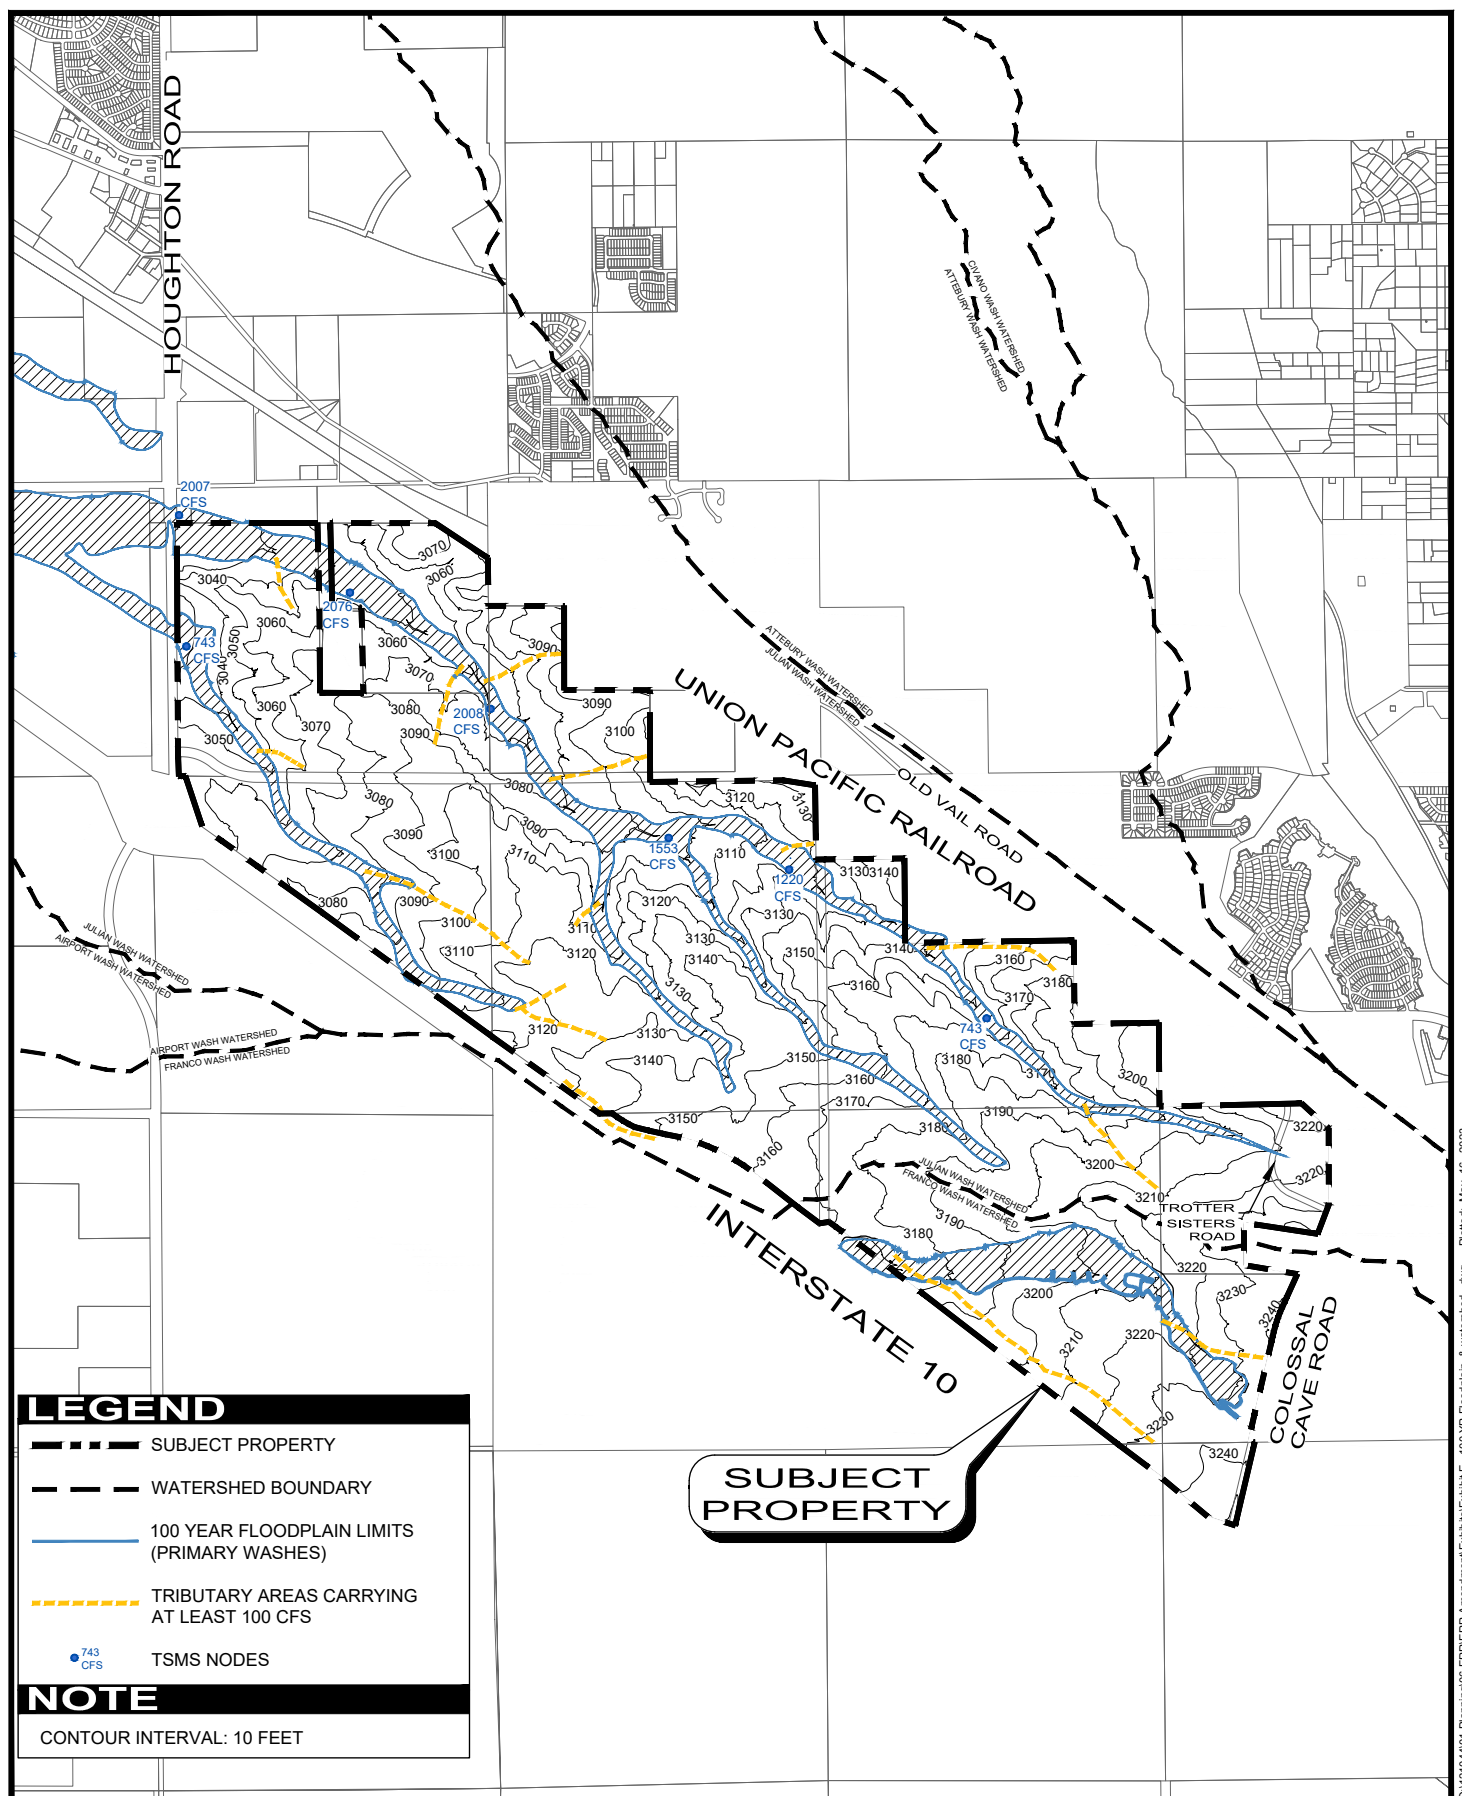 HOUGHTON ROAD
CIVANO WASH WATERSHED
ATTEBURY WASH WATERSHED
2007
CFS
3070
3060
3040
2076
CFS
3060
3050
3040
743
CFS
3060
3070
3090
ATTEBURY WASH WATERSHED
JULIAN WASH WATERSHED
UNION PACIFIC RAILROAD
OLD VAIL ROAD
3060
3070
3080
3090
2008
CFS
3090
3100
3050
3080
3080
3120
3130
3090
3090
3100
3110
1553
CFS
3110
1220
CFS
3130
3140
3080
3090
3100
3110
3110
3120
3120
3130
3140
3130
3130
3150
3140
3160
3160
3170
3180
JULIAN WASH WATERSHED
AIRPORT WASH WATERSHED
AIRPORT WASH WATERSHED
FRANCO WASH WATERSHED
3120
3130
3140
3150
3160
743
CFS
3180
3170
3200
3150
3160
3170
3180
3190
3200
3210
3220
3220
JULIAN WASH WATERSHED
FRANCO WASH WATERSHED
TROTTER
SISTERS
ROAD
3180
3190
3200
3210
3220
3220
3230
3240
3230
3240
INTERSTATE 10
COLOSSAL
CAVE ROAD
SUBJECT
PROPERTY
LEGEND
SUBJECT PROPERTY
WATERSHED BOUNDARY
100 YEAR FLOODPLAIN LIMITS
(PRIMARY WASHES)
TRIBUTARY AREAS CARRYING
AT LEAST 100 CFS
743
CFS
TSMS NODES
NOTE
CONTOUR INTERVAL: 10 FEET